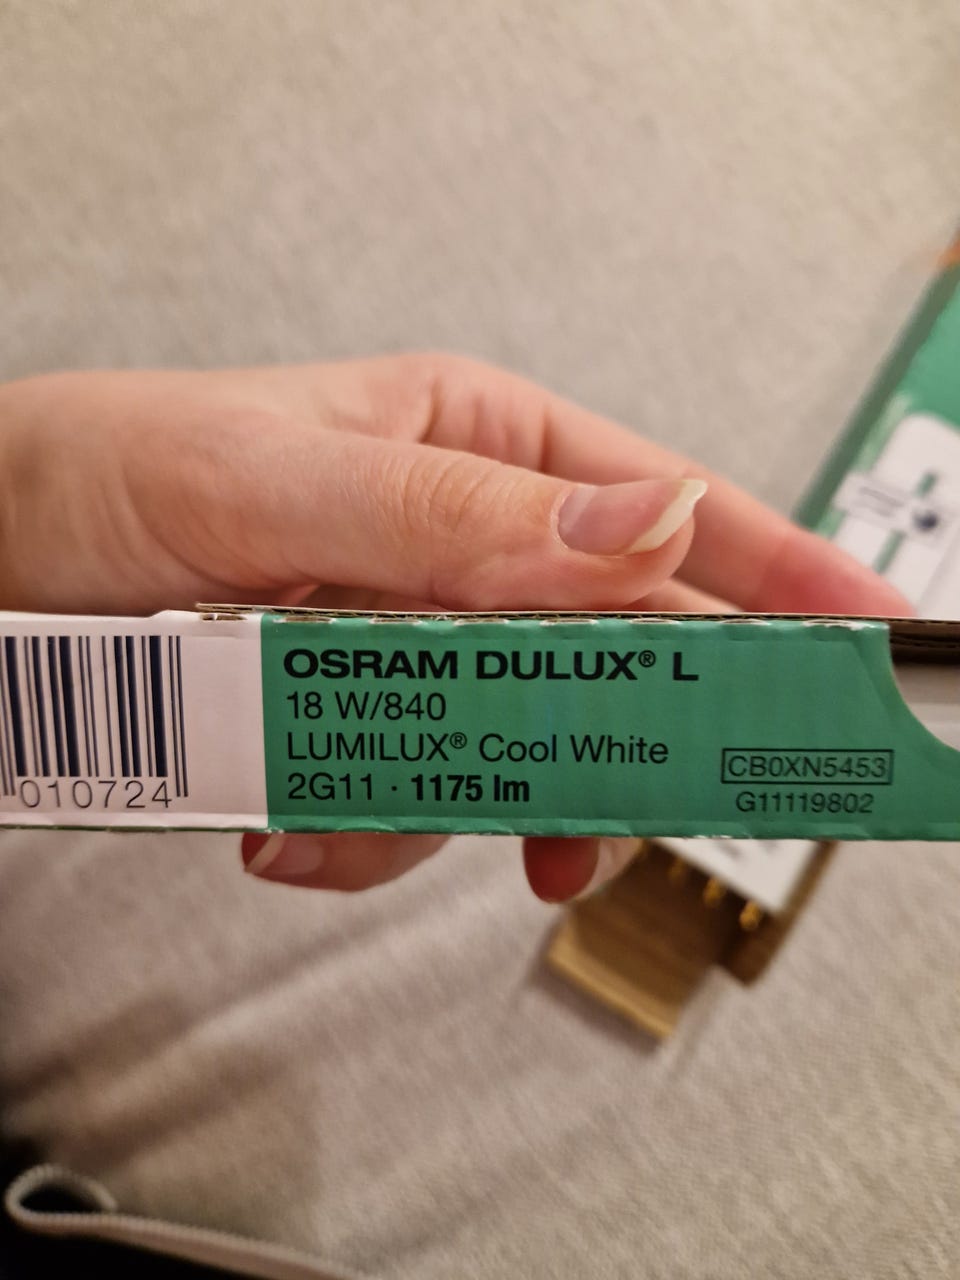 010724
OSRAM DULUX® L
18 W/840
LUMILUX® Cool White
2G11 · 1175 lm
CB0XN5453
G11119802